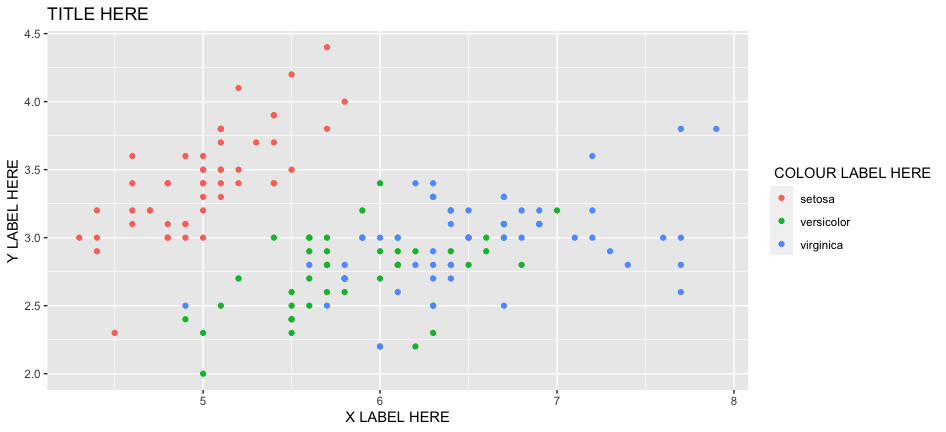 TITLE HERE
4.5
4.0
3.5
3.0
2.5
2.0
Y LABEL HERE
5 6 7 8
X LABEL HERE
COLOUR LABEL HERE
setosa
versicolor
virginica